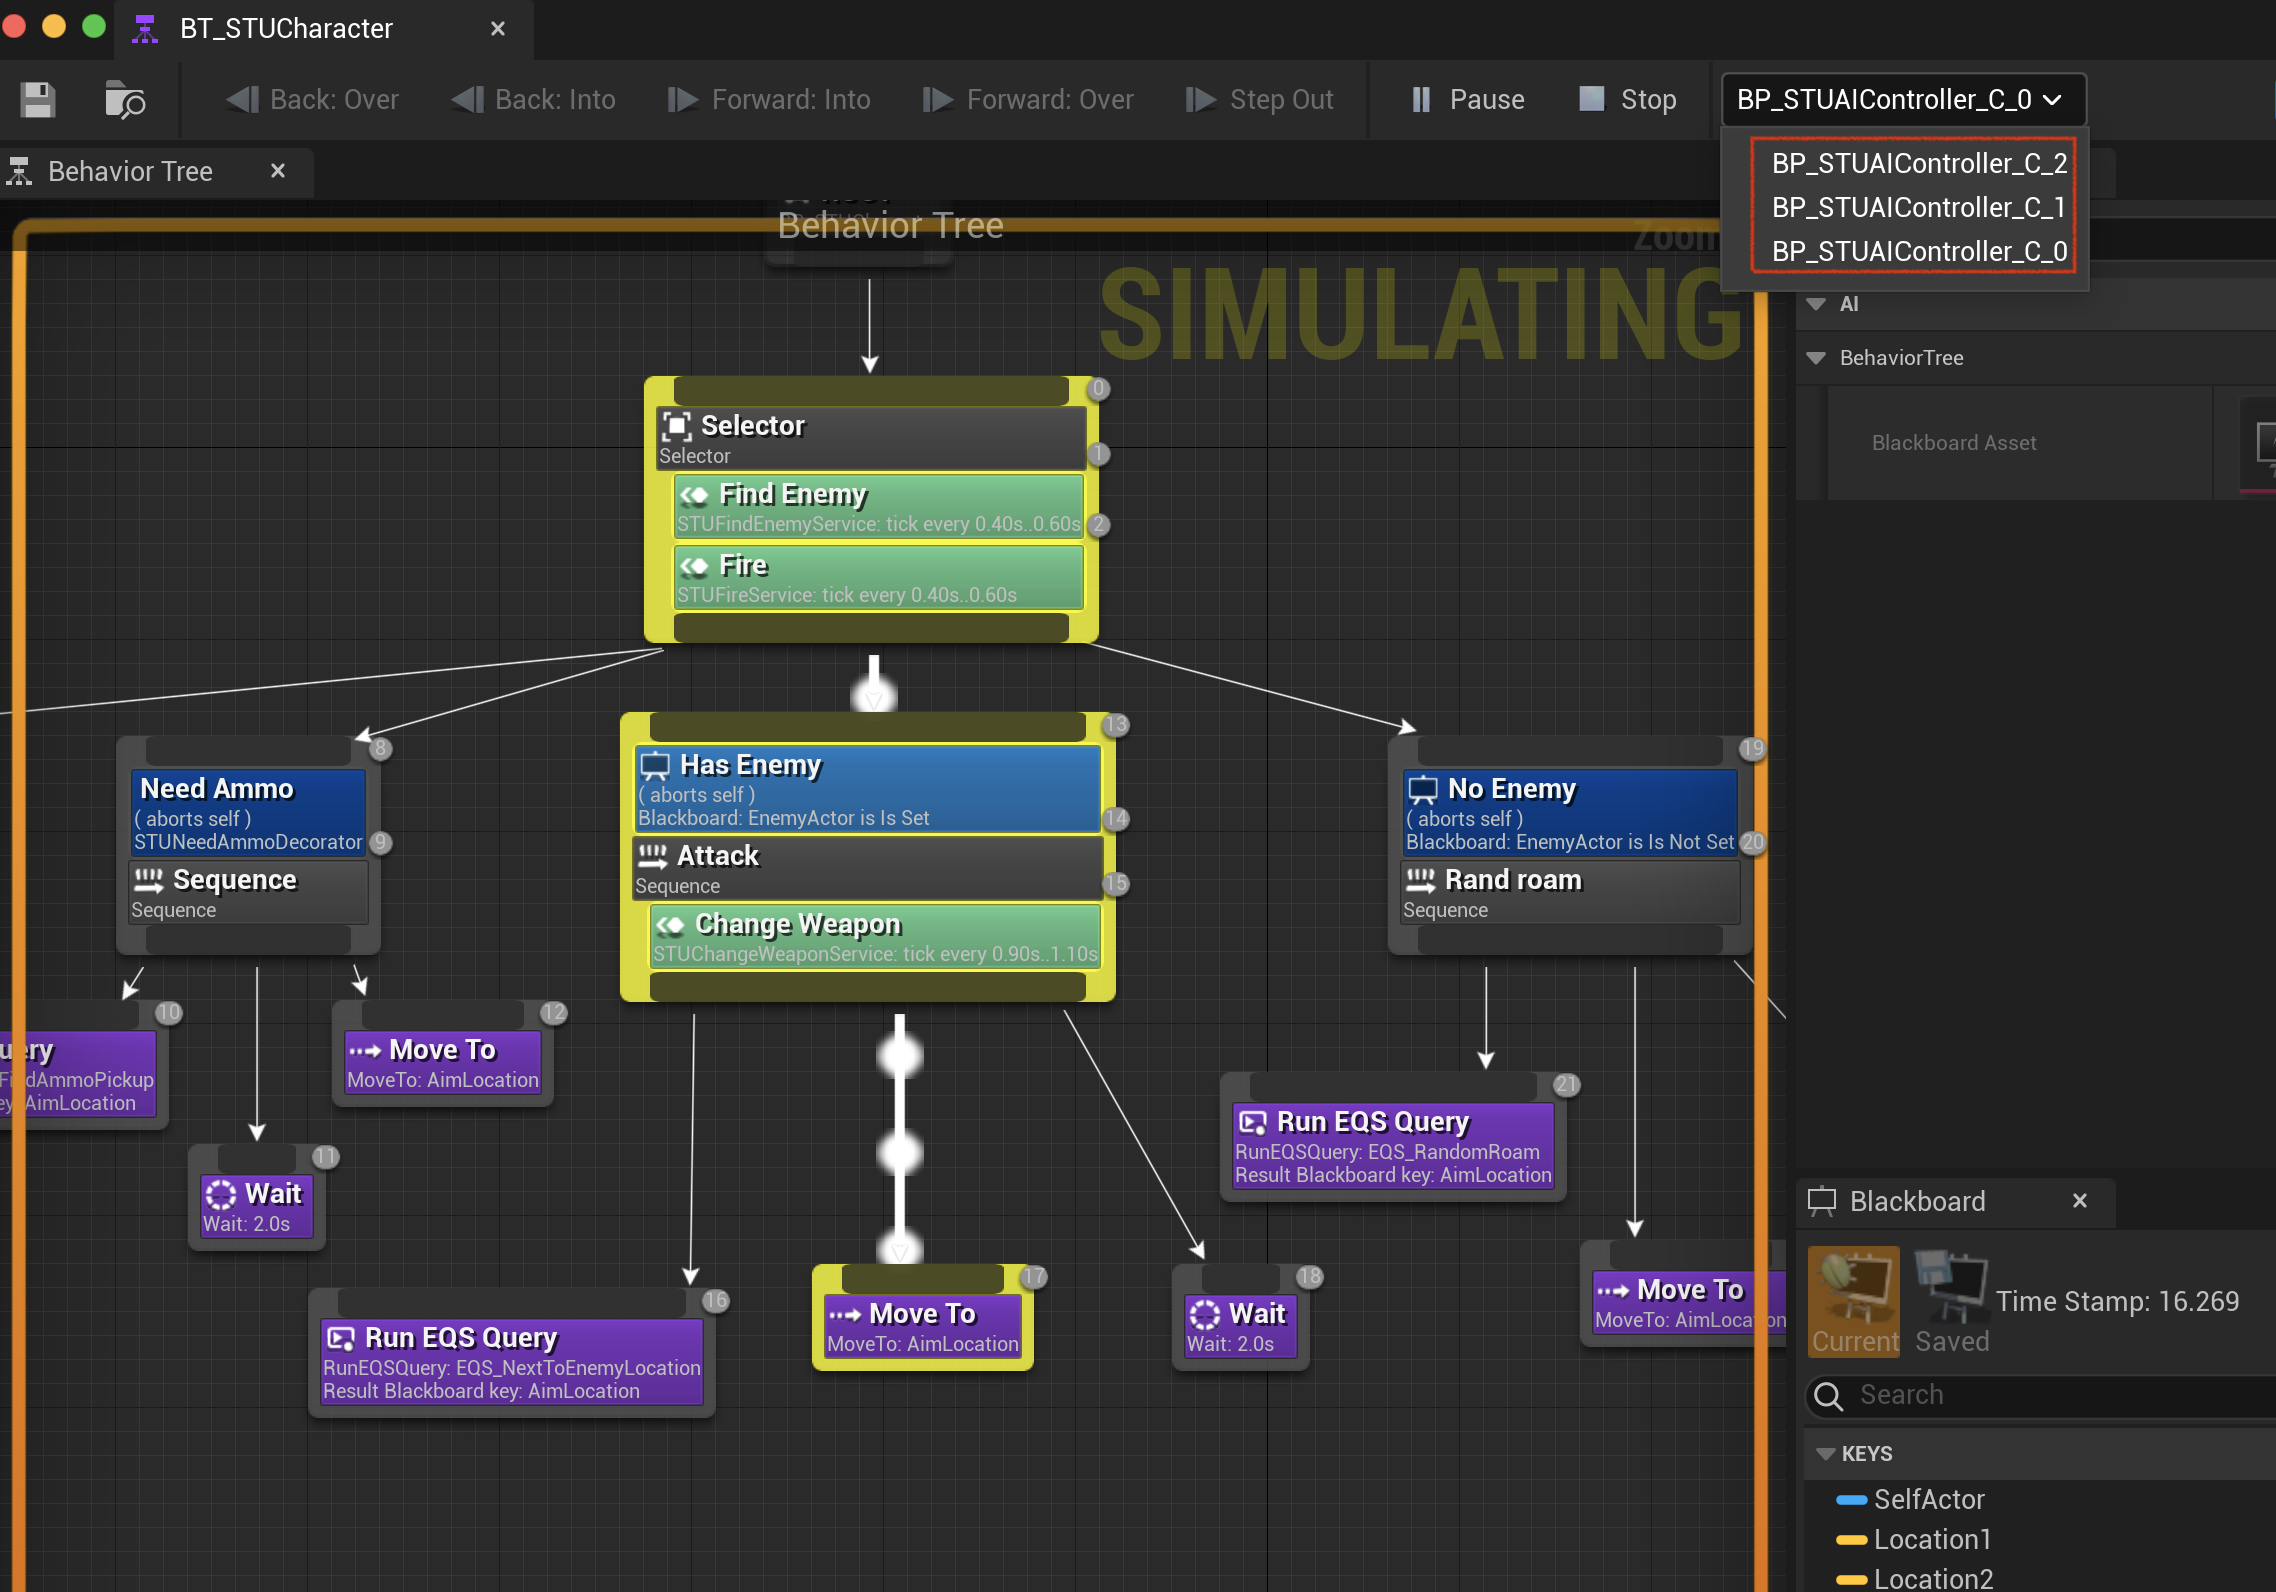 BT_STUCharacter
Back: Over
Back: Into
Forward: Into
Forward: Over
Step Out
Pause
Stop
BP_STUAIController_C_0
BP_STUAIController_C_2
BP_STUAIController_C_1
BP_STUAIController_C_0
Behavior Tree
Behavior Tree
Zoom
SIMULATING
AI
BehaviorTree
Blackboard Asset
0
Selector
Selector
1
Find Enemy
STUFindEnemyService: tick every 0.40s..0.60s
2
Fire
STUFireService: tick every 0.40s..0.60s
8
Need Ammo
( aborts self )
STUNeedAmmoDecorator
9
Sequence
Sequence
13
Has Enemy
( aborts self )
Blackboard: EnemyActor is Is Set
14
Attack
Sequence
15
Change Weapon
STUChangeWeaponService: tick every 0.90s..1.10s
19
No Enemy
( aborts self )
Blackboard: EnemyActor is Is Not Set
20
Rand roam
Sequence
10
uery
FindAmmoPickup
ey: AimLocation
12
Move To
MoveTo: AimLocation
11
Wait
Wait: 2.0s
16
Run EQS Query
RunEQSQuery: EQS_NextToEnemyLocation
Result Blackboard key: AimLocation
17
Move To
MoveTo: AimLocation
18
Wait
Wait: 2.0s
21
Run EQS Query
RunEQSQuery: EQS_RandomRoam
Result Blackboard key: AimLocation
Move To
MoveTo: AimLocation
Blackboard
Current
Saved
Time Stamp: 16.269
Search
KEYS
SelfActor
Location1
Location2